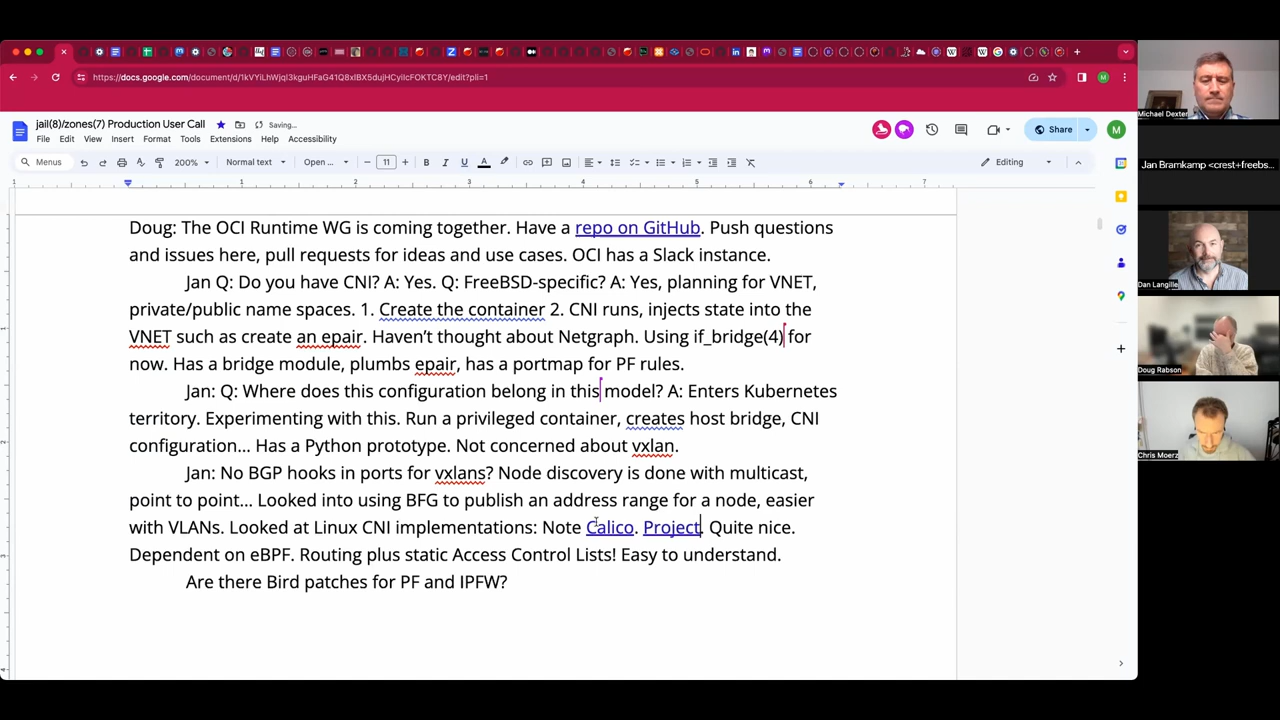 https://docs.google.com/document/d/1kVYiLhWjqI3kguHFaG41Q8xIBX5dujHCyiIcFOKTC8Y/edit?pli=1
jail(8)/zones(7) Production User Call
Saving...
File Edit View Insert Format Tools Extensions Help Accessibility
Share
M
Menus
200%
Normal text
Open ...
11
B I U A
Editing
1 1 2 3 4 5 6 7
Doug: The OCI Runtime WG is coming together. Have a repo on GitHub. Push questions
and issues here, pull requests for ideas and use cases. OCI has a Slack instance.
Jan Q: Do you have CNI? A: Yes. Q: FreeBSD-specific? A: Yes, planning for VNET,
private/public name spaces. 1. Create the container 2. CNI runs, injects state into the
VNET such as create an epair. Haven't thought about Netgraph. Using if_bridge(4) for
now. Has a bridge module, plumbs epair, has a portmap for PF rules.
Jan: Q: Where does this configuration belong in this model? A: Enters Kubernetes
territory. Experimenting with this. Run a privileged container, creates host bridge, CNI
configuration... Has a Python prototype. Not concerned about vxlan.
Jan: No BGP hooks in ports for vxlans? Node discovery is done with multicast,
point to point... Looked into using BFG to publish an address range for a node, easier
with VLANs. Looked at Linux CNI implementations: Note Calico. Project. Quite nice.
Dependent on eBPF. Routing plus static Access Control Lists! Easy to understand.
Are there Bird patches for PF and IPFW?
Michael Dexter
Jan Bramkamp <crest+freebs...
Dan Langille
Doug Rabson
Chris Moerz